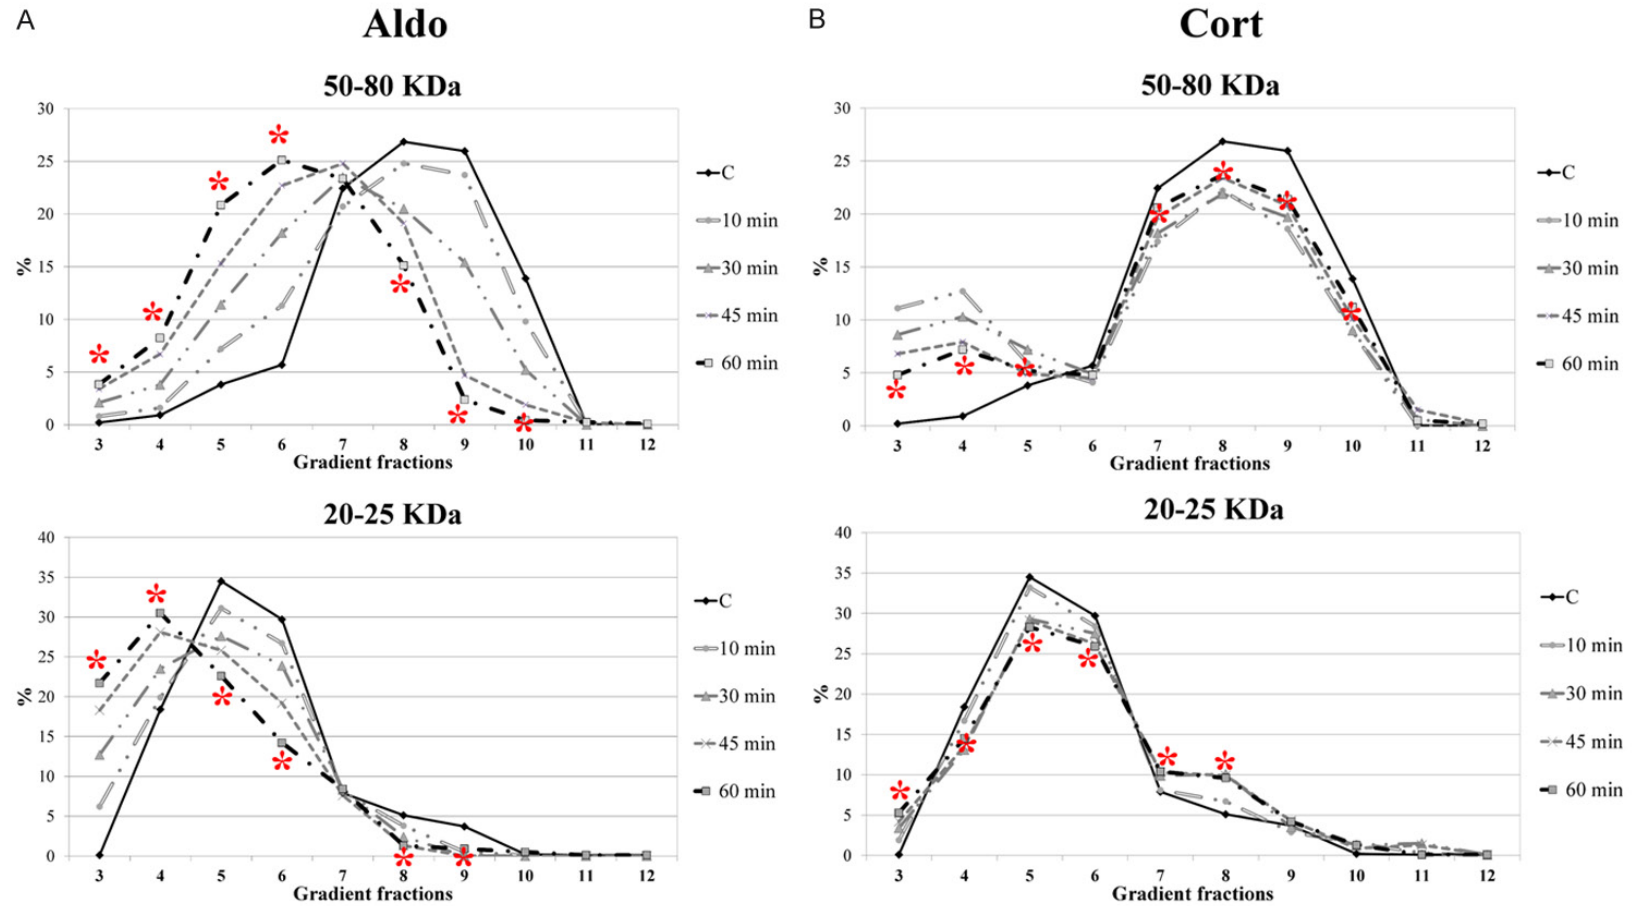 A
Aldo
50-80 KDa
30
25
20
15
10
5
0
%
3 4 5 6 7 8 9 10 11 12
Gradient fractions
C
10 min
30 min
45 min
60 min
20-25 KDa
40
35
30
25
20
15
10
5
0
%
3 4 5 6 7 8 9 10 11 12
Gradient fractions
C
10 min
30 min
45 min
60 min
B
Cort
50-80 KDa
30
25
20
15
10
5
0
%
3 4 5 6 7 8 9 10 11 12
Gradient fractions
C
10 min
30 min
45 min
60 min
20-25 KDa
40
35
30
25
20
15
10
5
0
%
3 4 5 6 7 8 9 10 11 12
Gradient fractions
C
10 min
30 min
45 min
60 min